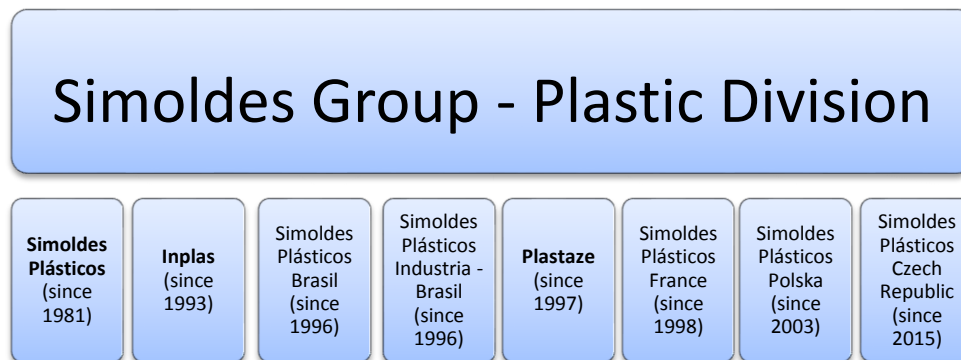 Simoldes Group - Plastic Division
Simoldes
Plásticos
(since
1981)
Inplas
(since
1993)
Simoldes
Plásticos
Brasil
(since
1996)
Simoldes
Plásticos
Industria -
Brasil
(since
1996)
Plastaze
(since
1997)
Simoldes
Plásticos
France
(since
1998)
Simoldes
Plásticos
Polska
(since
2003)
Simoldes
Plásticos
Czech
Republic
(since
2015)